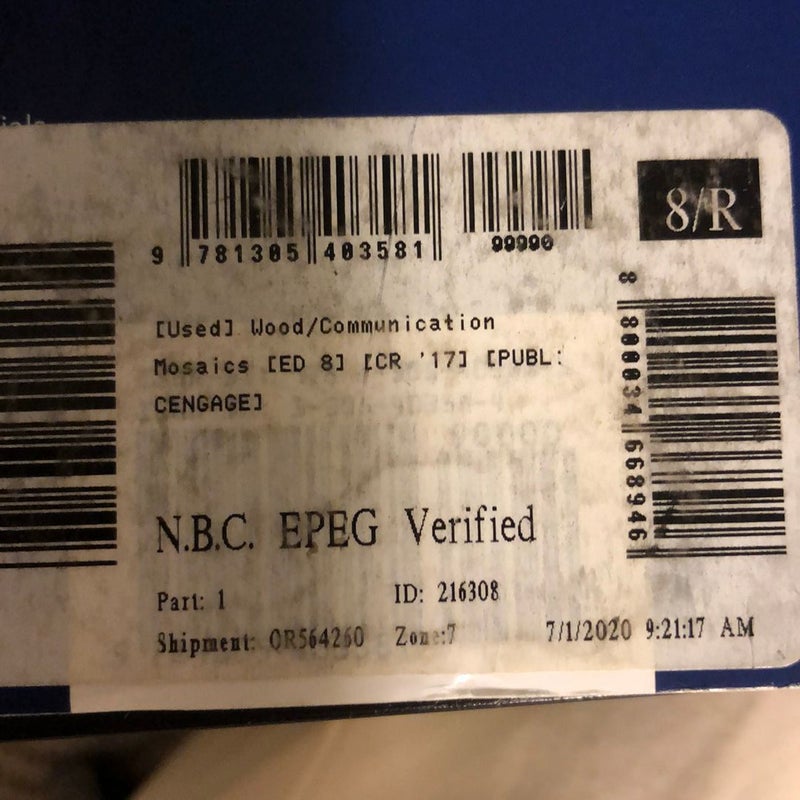 8/R
9 781305 403581
99990
[Used] Wood/Communication
Mosaics [ED 8] [CR '17] [PUBL:
CENGAGE]
8 800034 668946
N.B.C. EPEG Verified
Part: 1 ID: 216308
Shipment: OR564260 Zone:7 7/1/2020 9:21:17 AM